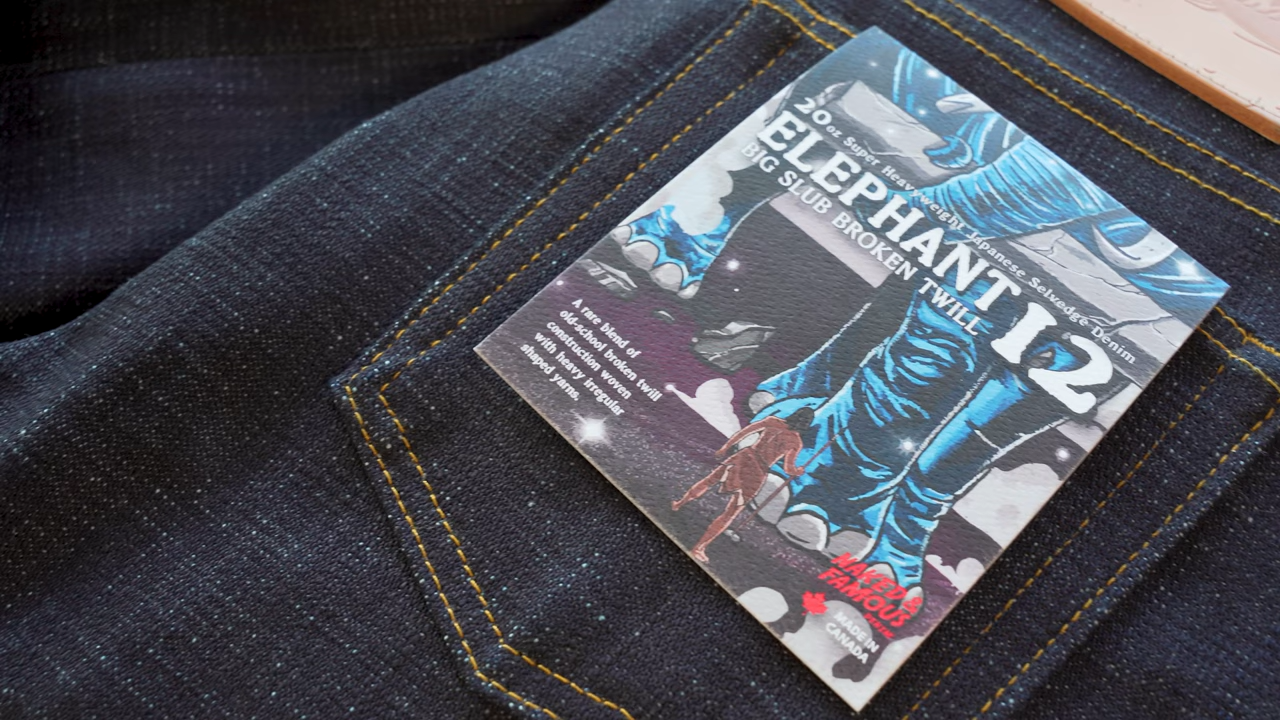 20oz Super Heavyweight Japanese Selvedge Denim
ELEPHANT 12
BIG SLUB BROKEN TWILL
A rare blend of
old-school broken twill
construction woven
with heavy irregular
shaped yarns.
NAKED &
FAMOUS
DENIM
MADE IN
CANADA